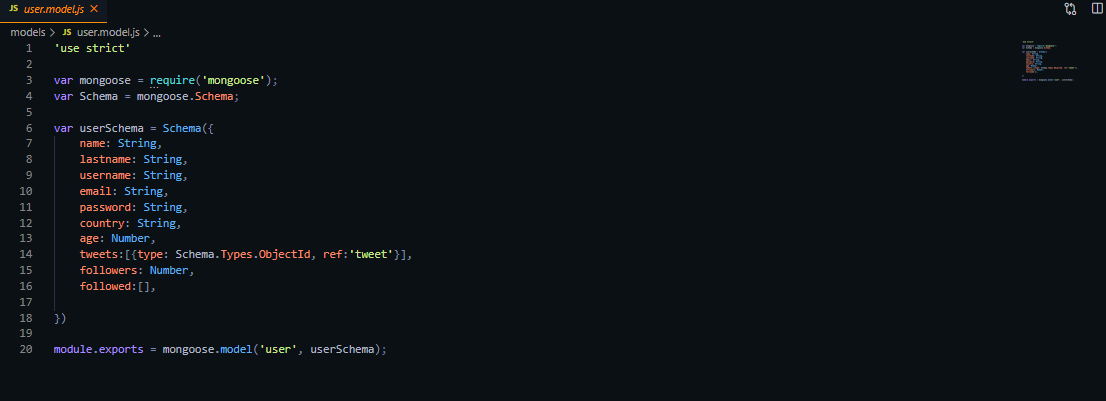 JS user.model.js ×
models > JS user.model.js > ...
1 'use strict'
2
3 var mongoose = require('mongoose');
4 var Schema = mongoose.Schema;
5
6 var userSchema = Schema({
7 name: String,
8 lastname: String,
9 username: String,
10 email: String,
11 password: String,
12 country: String,
13 age: Number,
14 tweets:[{type: Schema.Types.ObjectId, ref:'tweet'}],
15 followers: Number,
16 followed:[],
17
18 })
19
20 module.exports = mongoose.model('user', userSchema);